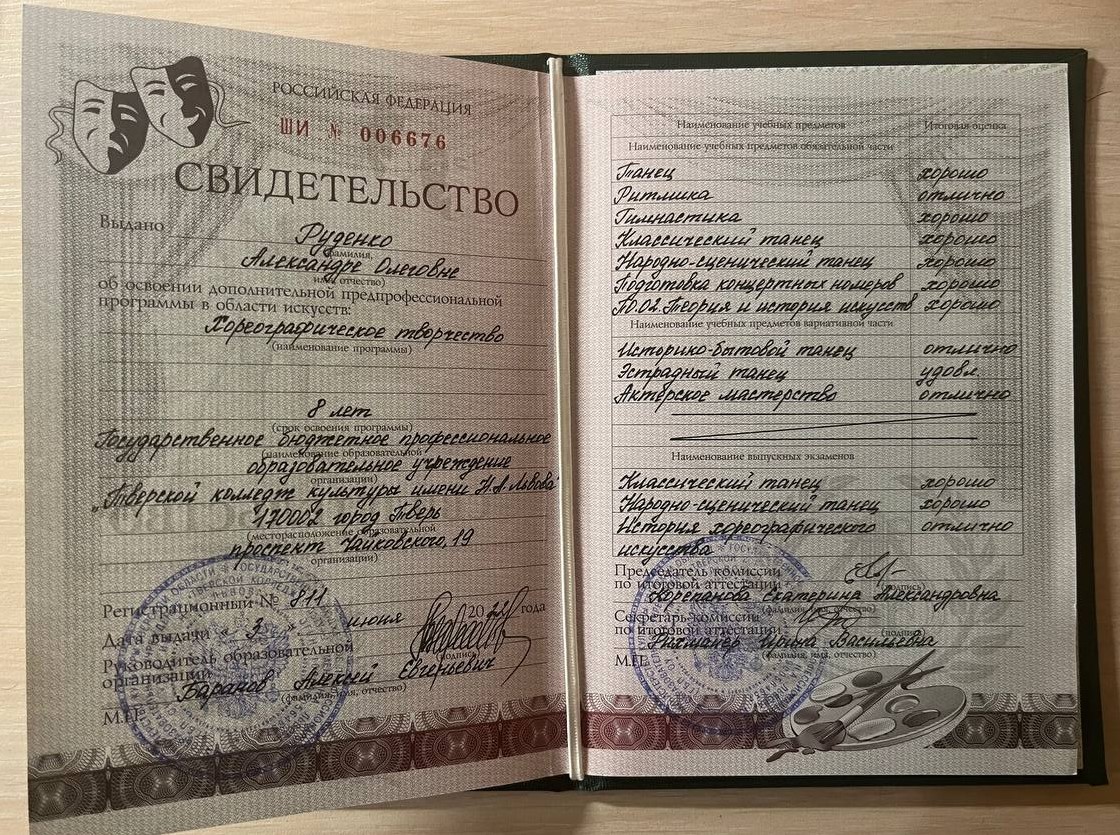 РОССИЙСКАЯ ФЕДЕРАЦИЯ
ШИ № 006676
СВИДЕТЕЛЬСТВО
Выдано Руденко
(фамилия,
Александре Олеговне
имя, отчество)
об освоении дополнительной предпрофессиональной
программы в области искусств:
Хореографическое творчество
(наименование программы)
8 лет
(срок освоения программы)
Государственное бюджетное профессиональное
(наименование образовательной
образовательное учреждение
организации)
„Тверской колледж культуры имени Н.А. Львова"
170002 город Тверь
(месторасположение образовательной
проспект Чайковского, 19
организации)
Регистрационный № 811
Дата выдачи « 3 » июня 20 года
Руководитель образовательной
организации
(подпись)
Баранов Алексей Евгеньевич
(фамилия, имя, отчество)
М.П.
Наименование учебных предметов Итоговая оценка
Наименование учебных предметов обязательной части
Танец хорошо
Ритмика отлично
Гимнастика хорошо
Классический танец хорошо
Народно-сценический танец хорошо
Подготовка концертных номеров хорошо
ПО.02. Теория и история искусств хорошо
Наименование учебных предметов вариативной части
Историко-бытовой танец отлично
Эстрадный танец удовл.
Актёрское мастерство отлично
Наименование выпускных экзаменов
Классический танец хорошо
Народно-сценический танец хорошо
История хореографического отлично
искусства
Председатель комиссии
по итоговой аттестации
(подпись)
Корепанова Екатерина Александровна
(фамилия, имя, отчество)
Секретарь комиссии
по итоговой аттестации
(подпись)
Ирина Васильевна
(фамилия, имя, отчество)
М.П.